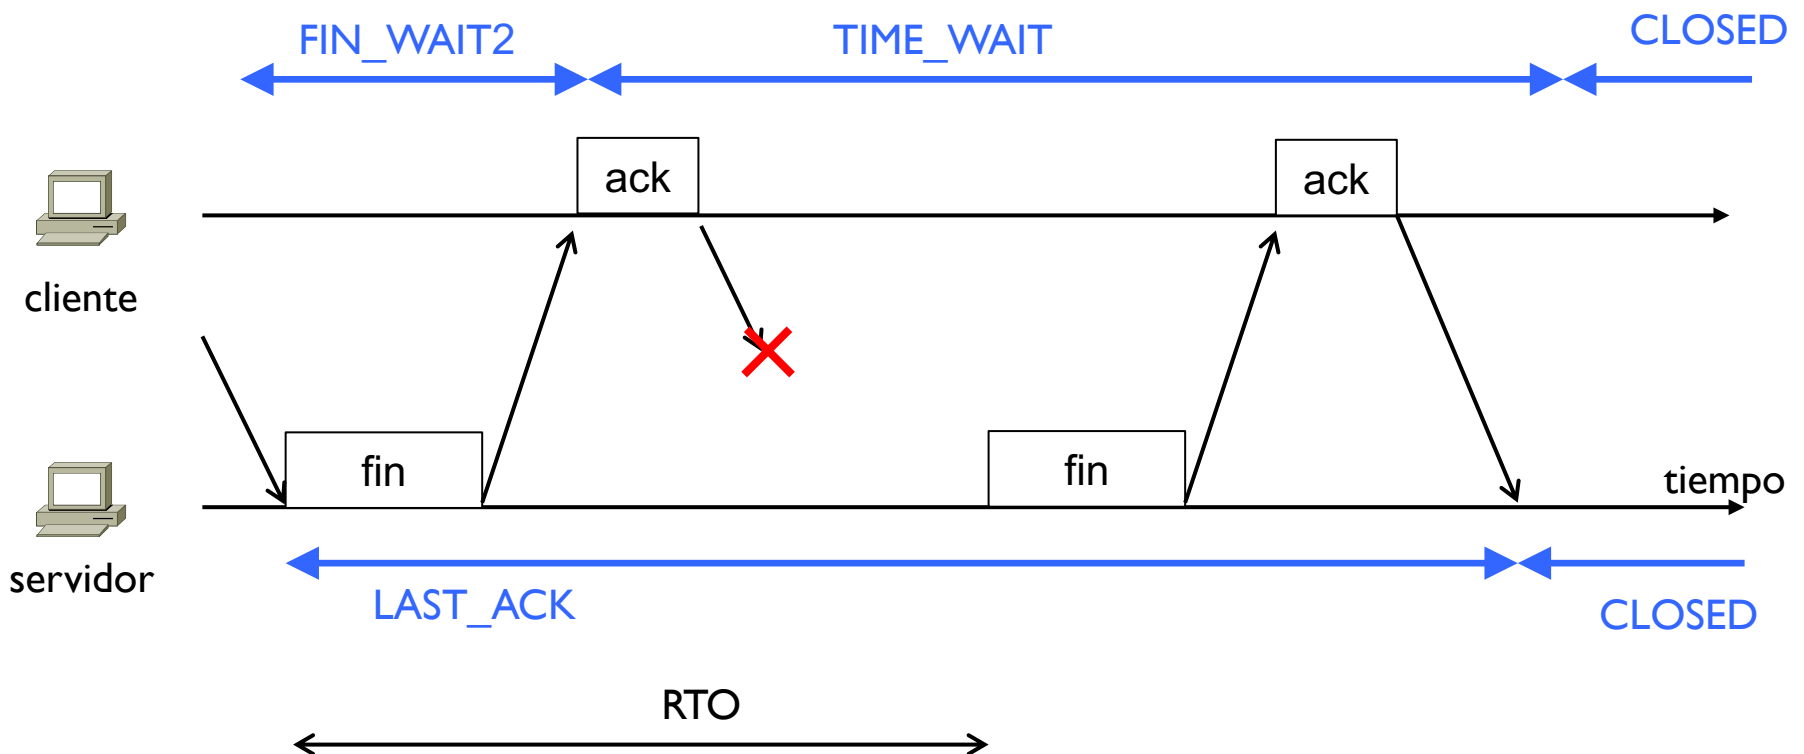 FIN_WAIT2
TIME_WAIT
CLOSED
ack
ack
cliente
fin
fin
tiempo
servidor
LAST_ACK
CLOSED
RTO